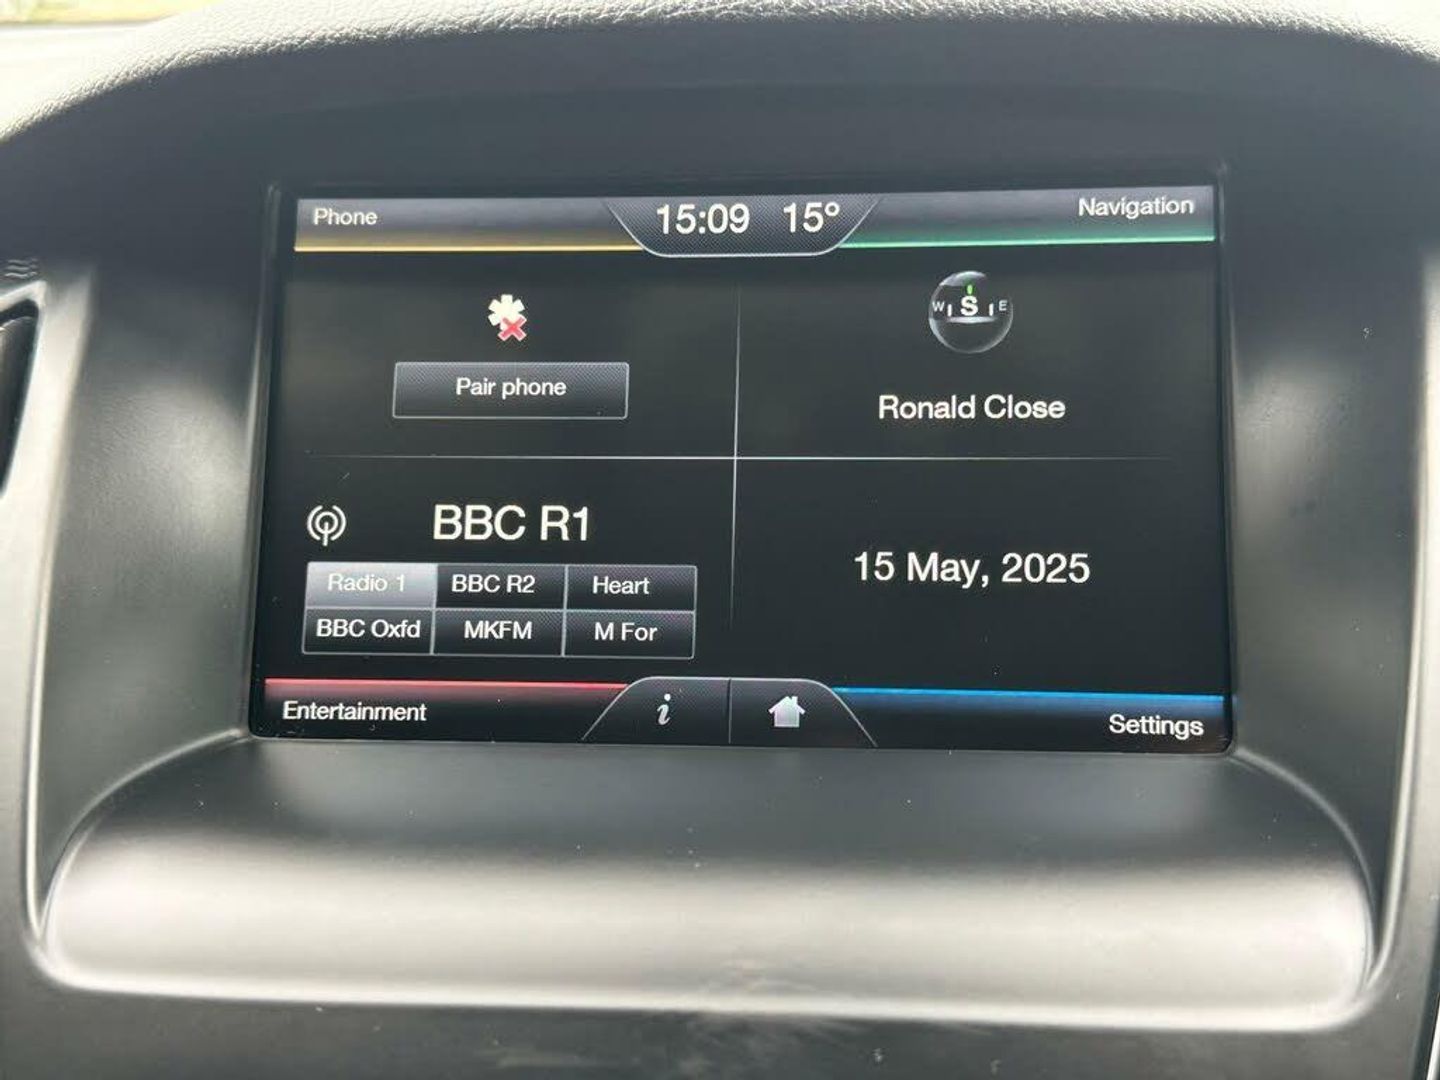 Phone
15:09 15°
Navigation
W S E
Pair phone
Ronald Close
BBC R1
Radio 1 BBC R2 Heart
BBC Oxfd MKFM M For
15 May, 2025
Entertainment
i
Settings